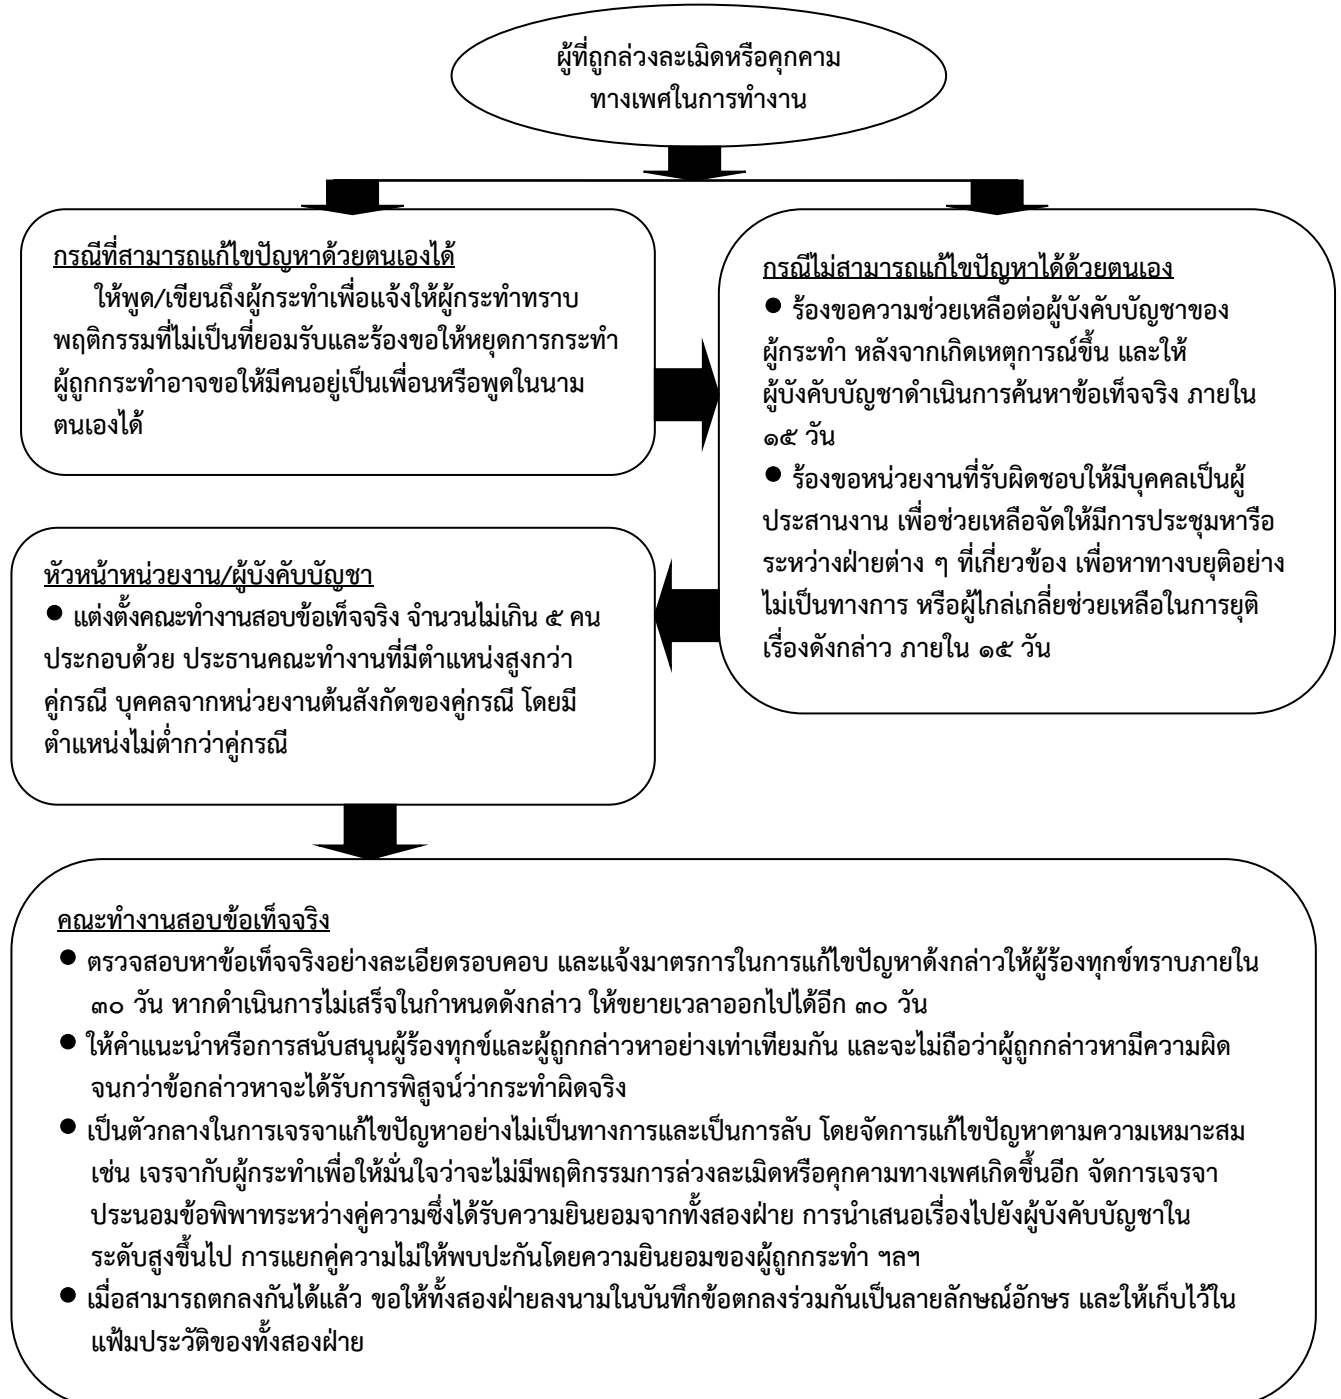 ผู้ที่ถูกล่วงละเมิดหรือคุกคาม
ทางเพศในการทำงาน
กรณีที่สามารถแก้ไขปัญหาด้วยตนเองได้
ให้พูด/เขียนถึงผู้กระทำเพื่อแจ้งให้ผู้กระทำทราบ
พฤติกรรมที่ไม่เป็นที่ยอมรับและร้องขอให้หยุดการกระทำ
ผู้ถูกกระทำอาจขอให้มีคนอยู่เป็นเพื่อนหรือพูดในนาม
ตนเองได้
กรณีไม่สามารถแก้ไขปัญหาได้ด้วยตนเอง
● ร้องขอความช่วยเหลือต่อผู้บังคับบัญชาของ
ผู้กระทำ หลังจากเกิดเหตุการณ์ขึ้น และให้
ผู้บังคับบัญชาดำเนินการค้นหาข้อเท็จจริง ภายใน
๑๕ วัน
● ร้องขอหน่วยงานที่รับผิดชอบให้มีบุคคลเป็นผู้
ประสานงาน เพื่อช่วยเหลือจัดให้มีการประชุมหารือ
ระหว่างฝ่ายต่าง ๆ ที่เกี่ยวข้อง เพื่อหาทางบยุติอย่าง
ไม่เป็นทางการ หรือผู้ไกล่เกลี่ยช่วยเหลือในการยุติ
เรื่องดังกล่าว ภายใน ๑๕ วัน
หัวหน้าหน่วยงาน/ผู้บังคับบัญชา
● แต่งตั้งคณะทำงานสอบข้อเท็จจริง จำนวนไม่เกิน ๕ คน
ประกอบด้วย ประธานคณะทำงานที่มีตำแหน่งสูงกว่า
คู่กรณี บุคคลจากหน่วยงานต้นสังกัดของคู่กรณี โดยมี
ตำแหน่งไม่ต่ำกว่าคู่กรณี
คณะทำงานสอบข้อเท็จจริง
● ตรวจสอบหาข้อเท็จจริงอย่างละเอียดรอบคอบ และแจ้งมาตรการในการแก้ไขปัญหาดังกล่าวให้ผู้ร้องทุกข์ทราบภายใน
๓๐ วัน หากดำเนินการไม่เสร็จในกำหนดดังกล่าว ให้ขยายเวลาออกไปได้อีก ๓๐ วัน
● ให้คำแนะนำหรือการสนับสนุนผู้ร้องทุกข์และผู้ถูกกล่าวหาอย่างเท่าเทียมกัน และจะไม่ถือว่าผู้ถูกกล่าวหามีความผิด
จนกว่าข้อกล่าวหาจะได้รับการพิสูจน์ว่ากระทำผิดจริง
● เป็นตัวกลางในการเจรจาแก้ไขปัญหาอย่างไม่เป็นทางการและเป็นการลับ โดยจัดการแก้ไขปัญหาตามความเหมาะสม
เช่น เจรจากับผู้กระทำเพื่อให้มั่นใจว่าจะไม่มีพฤติกรรมการล่วงละเมิดหรือคุกคามทางเพศเกิดขึ้นอีก จัดการเจรจา
ประนอมข้อพิพาทระหว่างคู่ความซึ่งได้รับความยินยอมจากทั้งสองฝ่าย การนำเสนอเรื่องไปยังผู้บังคับบัญชาใน
ระดับสูงขึ้นไป การแยกคู่ความไม่ให้พบปะกันโดยความยินยอมของผู้ถูกกระทำ ฯลฯ
● เมื่อสามารถตกลงกันได้แล้ว ขอให้ทั้งสองฝ่ายลงนามในบันทึกข้อตกลงร่วมกันเป็นลายลักษณ์อักษร และให้เก็บไว้ใน
แฟ้มประวัติของทั้งสองฝ่าย